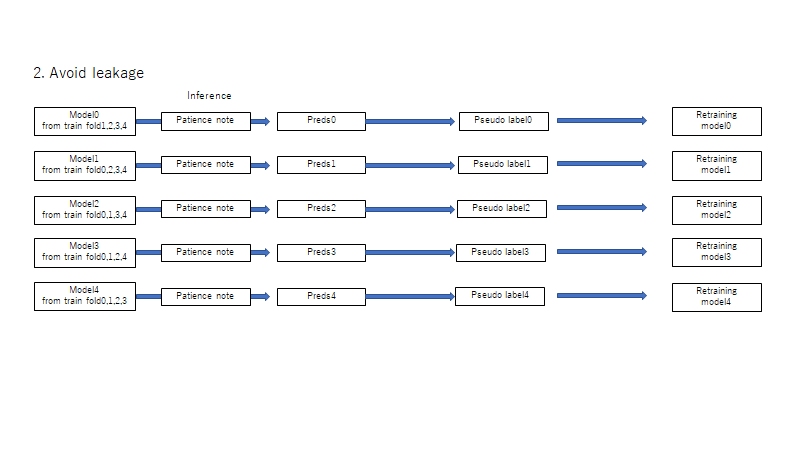 2. Avoid leakage
Inference
Model0
from train fold1,2,3,4
Patience note
Preds0
Pseudo label0
Retraining
model0
Model1
from train fold0,2,3,4
Patience note
Preds1
Pseudo label1
Retraining
model1
Model2
from train fold0,1,3,4
Patience note
Preds2
Pseudo label2
Retraining
model2
Model3
from train fold0,1,2,4
Patience note
Preds3
Pseudo label3
Retraining
model3
Model4
from train fold0,1,2,3
Patience note
Preds4
Pseudo label4
Retraining
model4